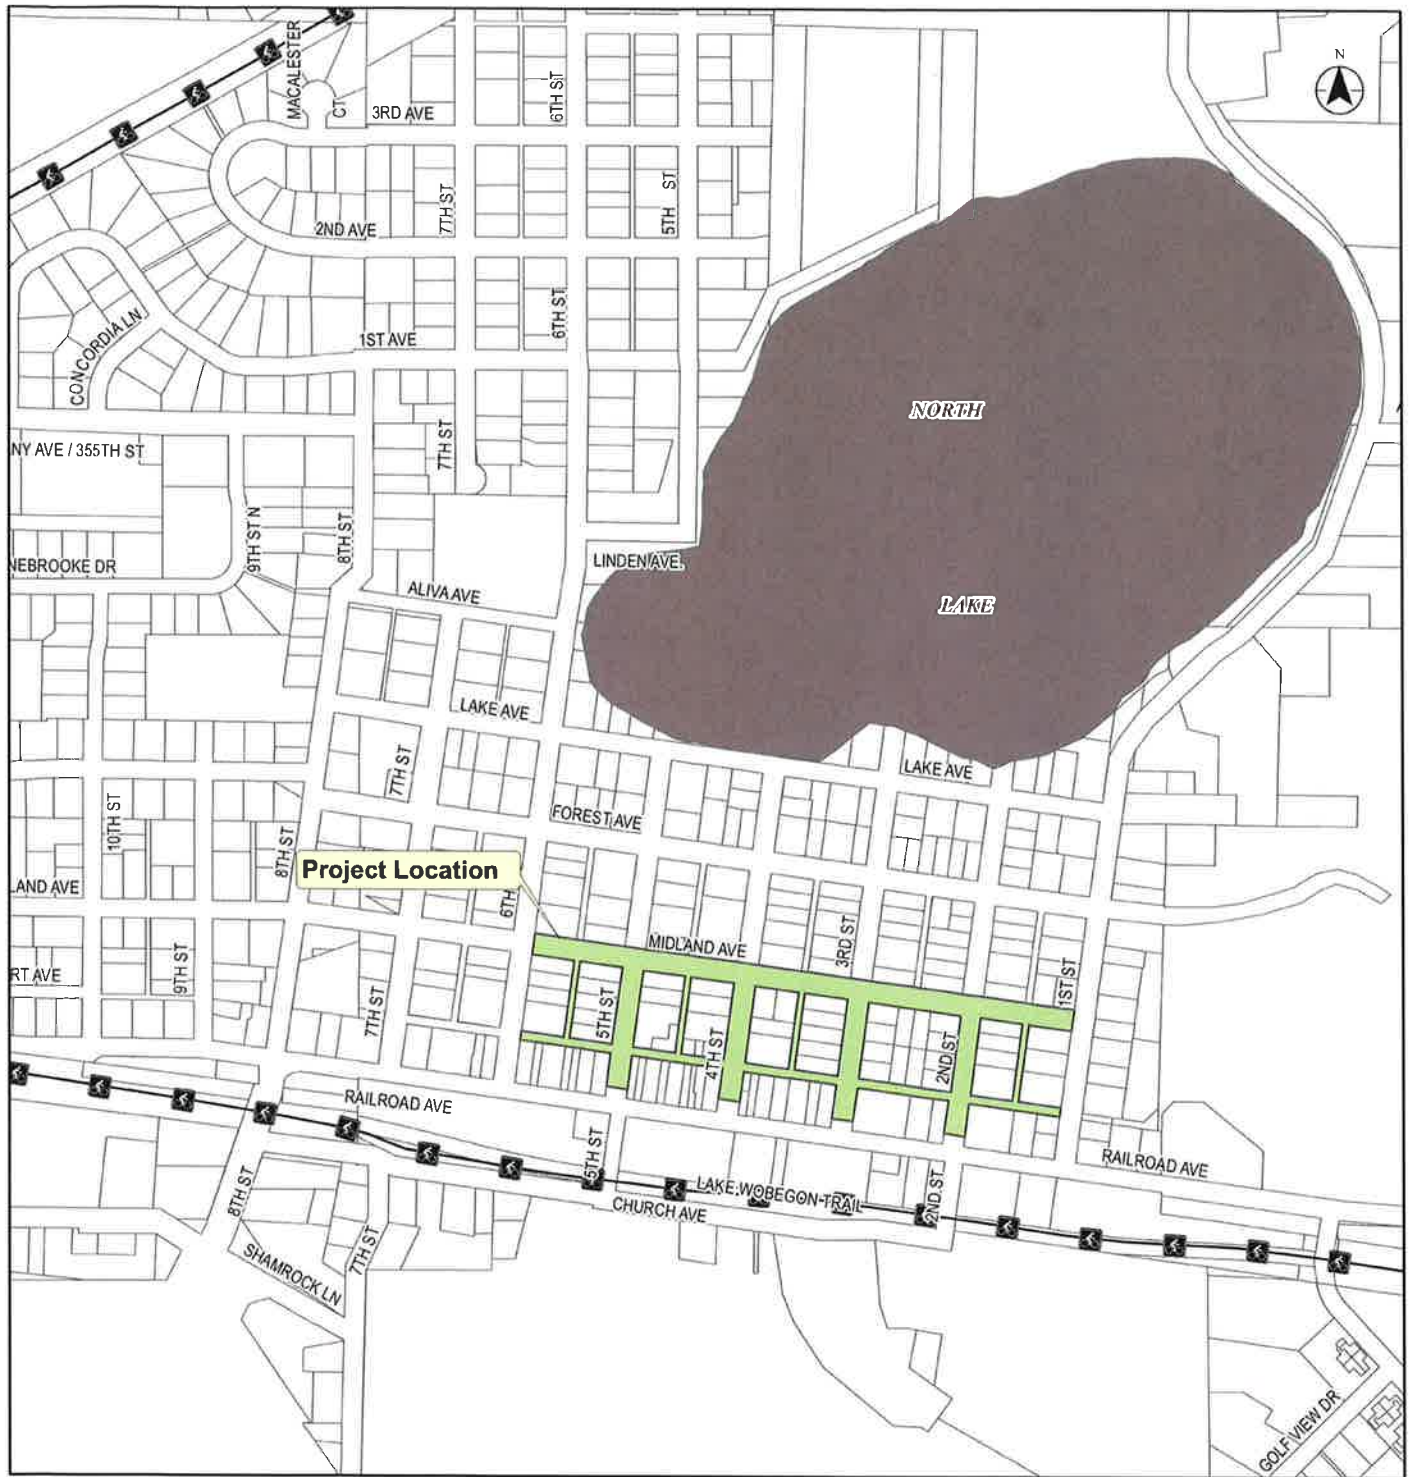 MACALESTER
CT
3RD AVE
6TH ST
N
7TH ST
5TH ST
2ND AVE
6TH ST
CONCORDIA LN
1ST AVE
7TH ST
NORTH
NY AVE / 355TH ST
9TH ST N
8TH ST
NEBROOKE DR
LINDEN AVE.
ALIVA AVE
LAKE
LAKE AVE
7TH ST
LAKE AVE
10TH ST
FOREST AVE
8TH ST
Project Location
LAND AVE
6TH
MIDLAND AVE
3RD ST
9TH ST
RT AVE
7TH ST
5TH ST
1ST ST
4TH ST
2ND ST
RAILROAD AVE
5TH ST
RAILROAD AVE
8TH ST
LAKE WOBEGON TRAIL
2ND ST
CHURCH AVE
7TH ST
SHAMROCK LN
GOLF VIEW DR